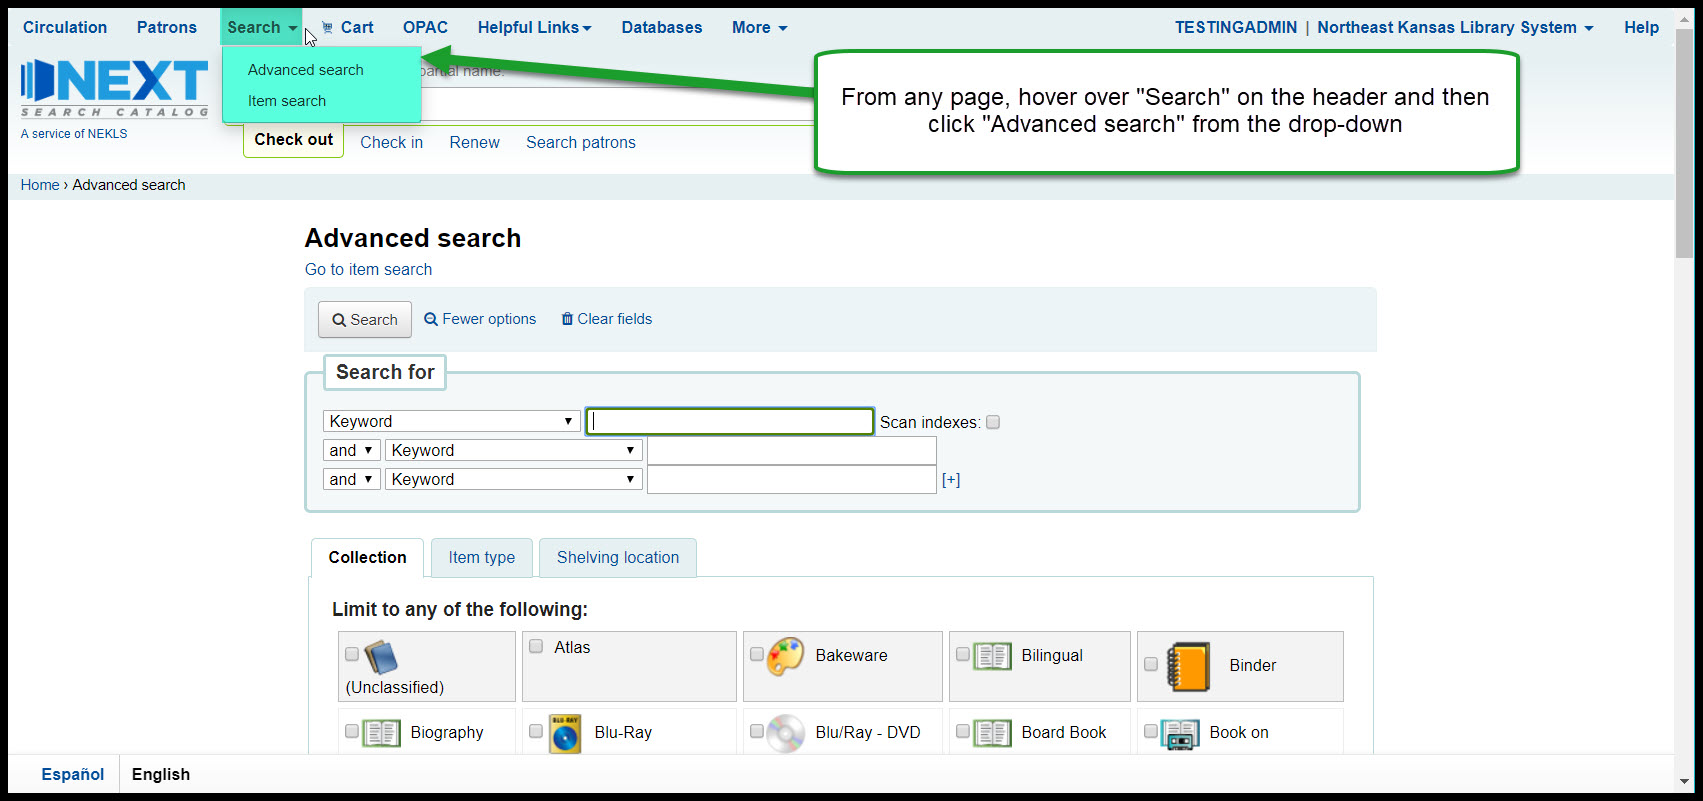 Circulation Patrons Search Cart OPAC Helpful Links Databases More TESTINGADMIN | Northeast Kansas Library System Help
Advanced search
Item search
partial name:
NEXT
SEARCH CATALOG
A service of NEKLS
From any page, hover over "Search" on the header and then
click "Advanced search" from the drop-down
Check out Check in Renew Search patrons
Home › Advanced search
Advanced search
Go to item search
Search Fewer options Clear fields
Search for
Keyword Scan indexes:
and Keyword
and Keyword [+]
Collection Item type Shelving location
Limit to any of the following:
(Unclassified) Atlas Bakeware Bilingual Binder
Biography BLU-RAY Blu-Ray Blu/Ray - DVD Board Book Book on
Español English